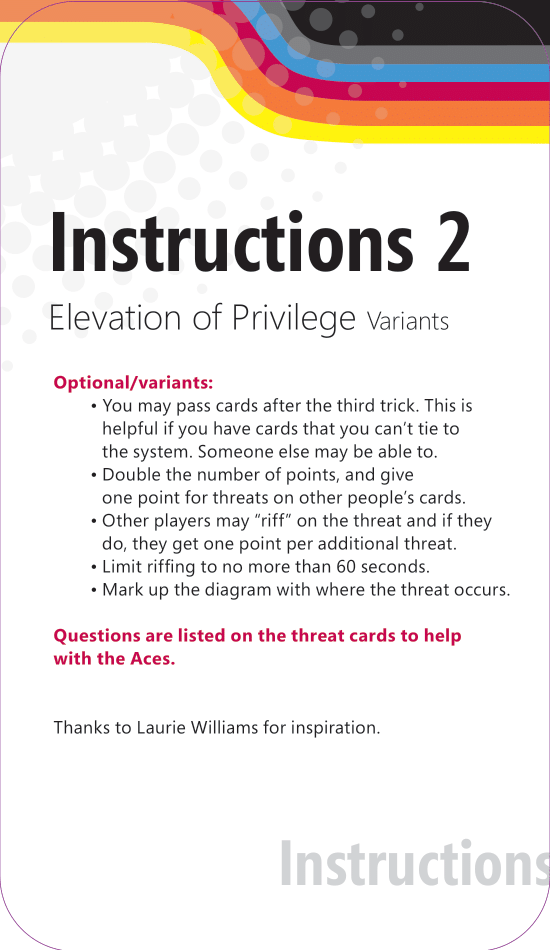 Instructions 2
Elevation of Privilege Variants
Optional/variants:
• You may pass cards after the third trick. This is
helpful if you have cards that you can’t tie to
the system. Someone else may be able to.
• Double the number of points, and give
one point for threats on other people’s cards.
• Other players may “riff” on the threat and if they
do, they get one point per additional threat.
• Limit riffing to no more than 60 seconds.
• Mark up the diagram with where the threat occurs.
Questions are listed on the threat cards to help
with the Aces.
Thanks to Laurie Williams for inspiration.
Instructions